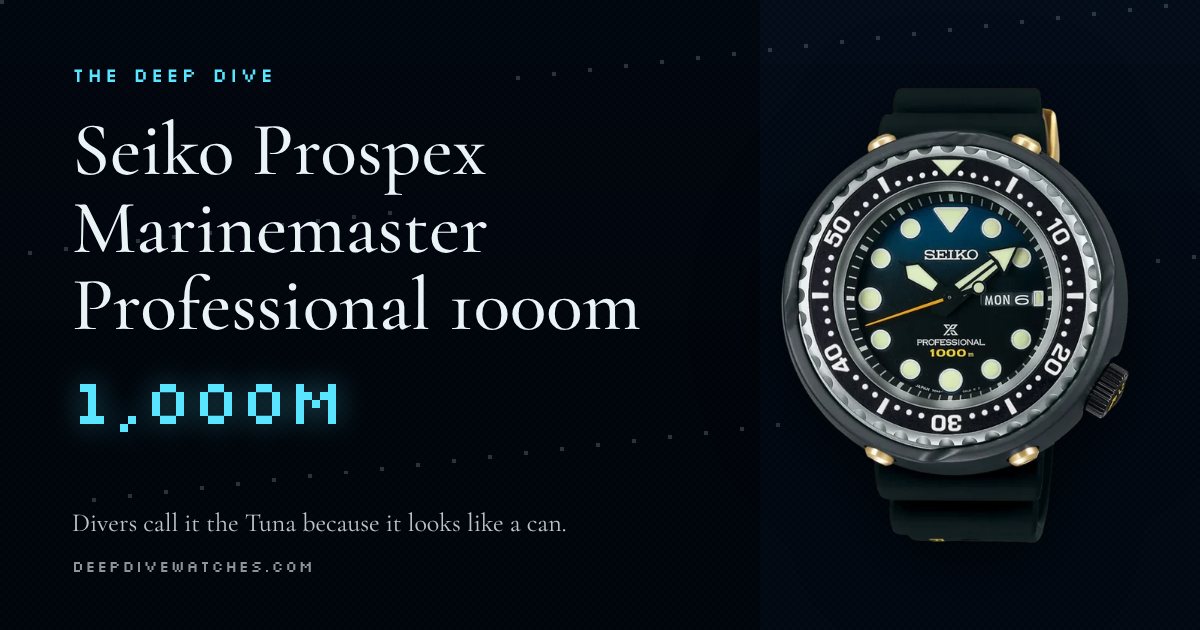 THE DEEP DIVE
Seiko Prospex
Marinemaster
Professional 1000m
1,000M
Divers call it the Tuna because it looks like a can.
DEEPDIVEWATCHES.COM
50
10
SEIKO
MON 6
PROFESSIONAL
1000m
40
20
30